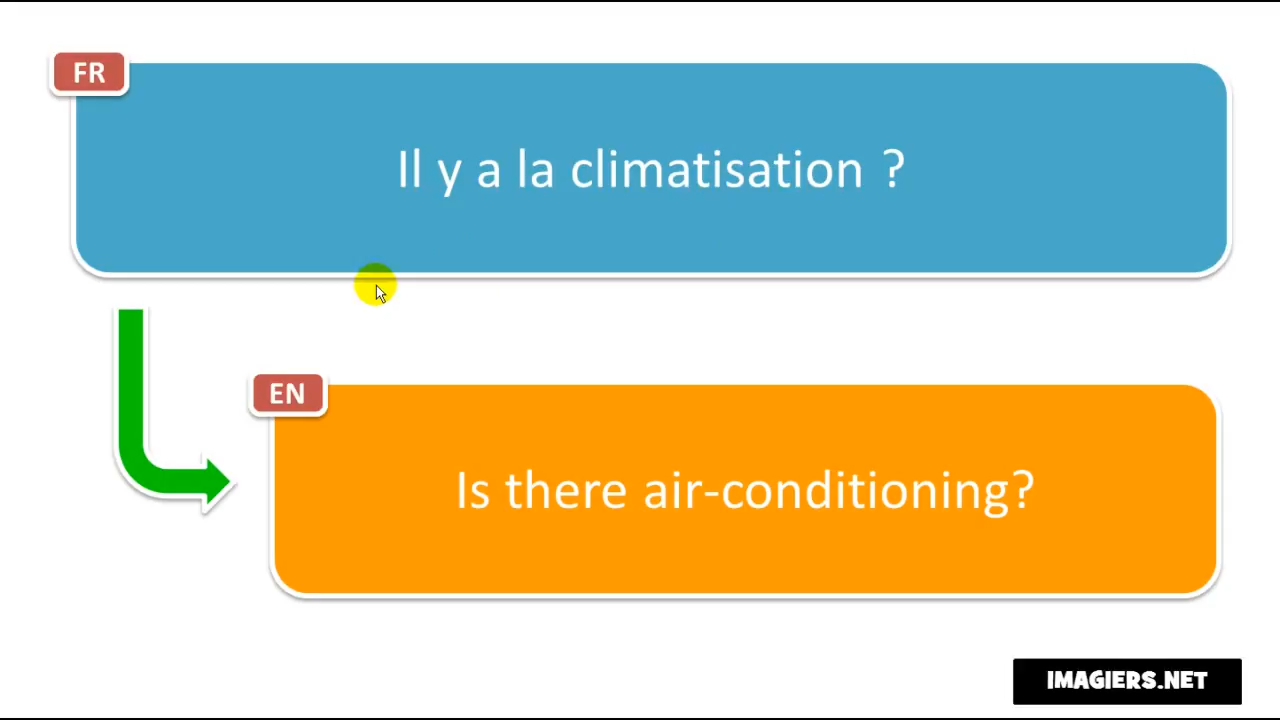 FR
Il y a la climatisation ?
EN
Is there air-conditioning?
IMAGIERS.NET